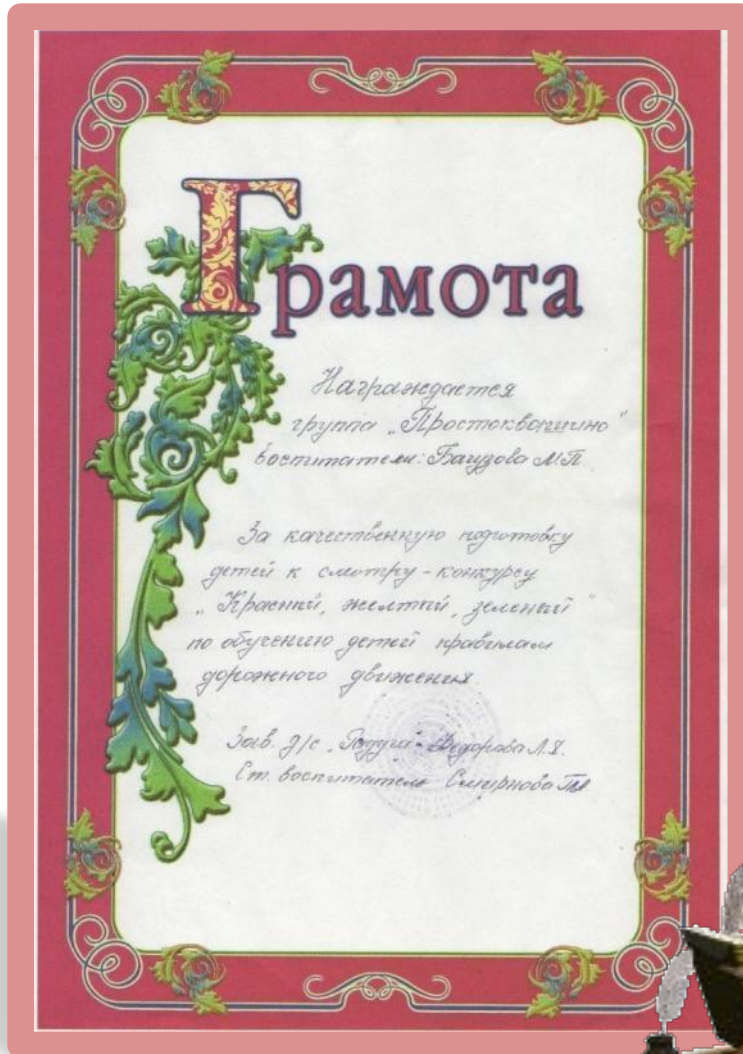 Грамота
Награждается
группа „Простоквашино"
воспитатели: Багузова М.П.
За качественную подготовку
детей к смотру-конкурсу
„Красный, желтый, зеленый"
по обучению детей правилам
дорожного движения.
Зав. д/с „Радуга" Федорова Л.Я.
Ст. воспитатель Смирнова